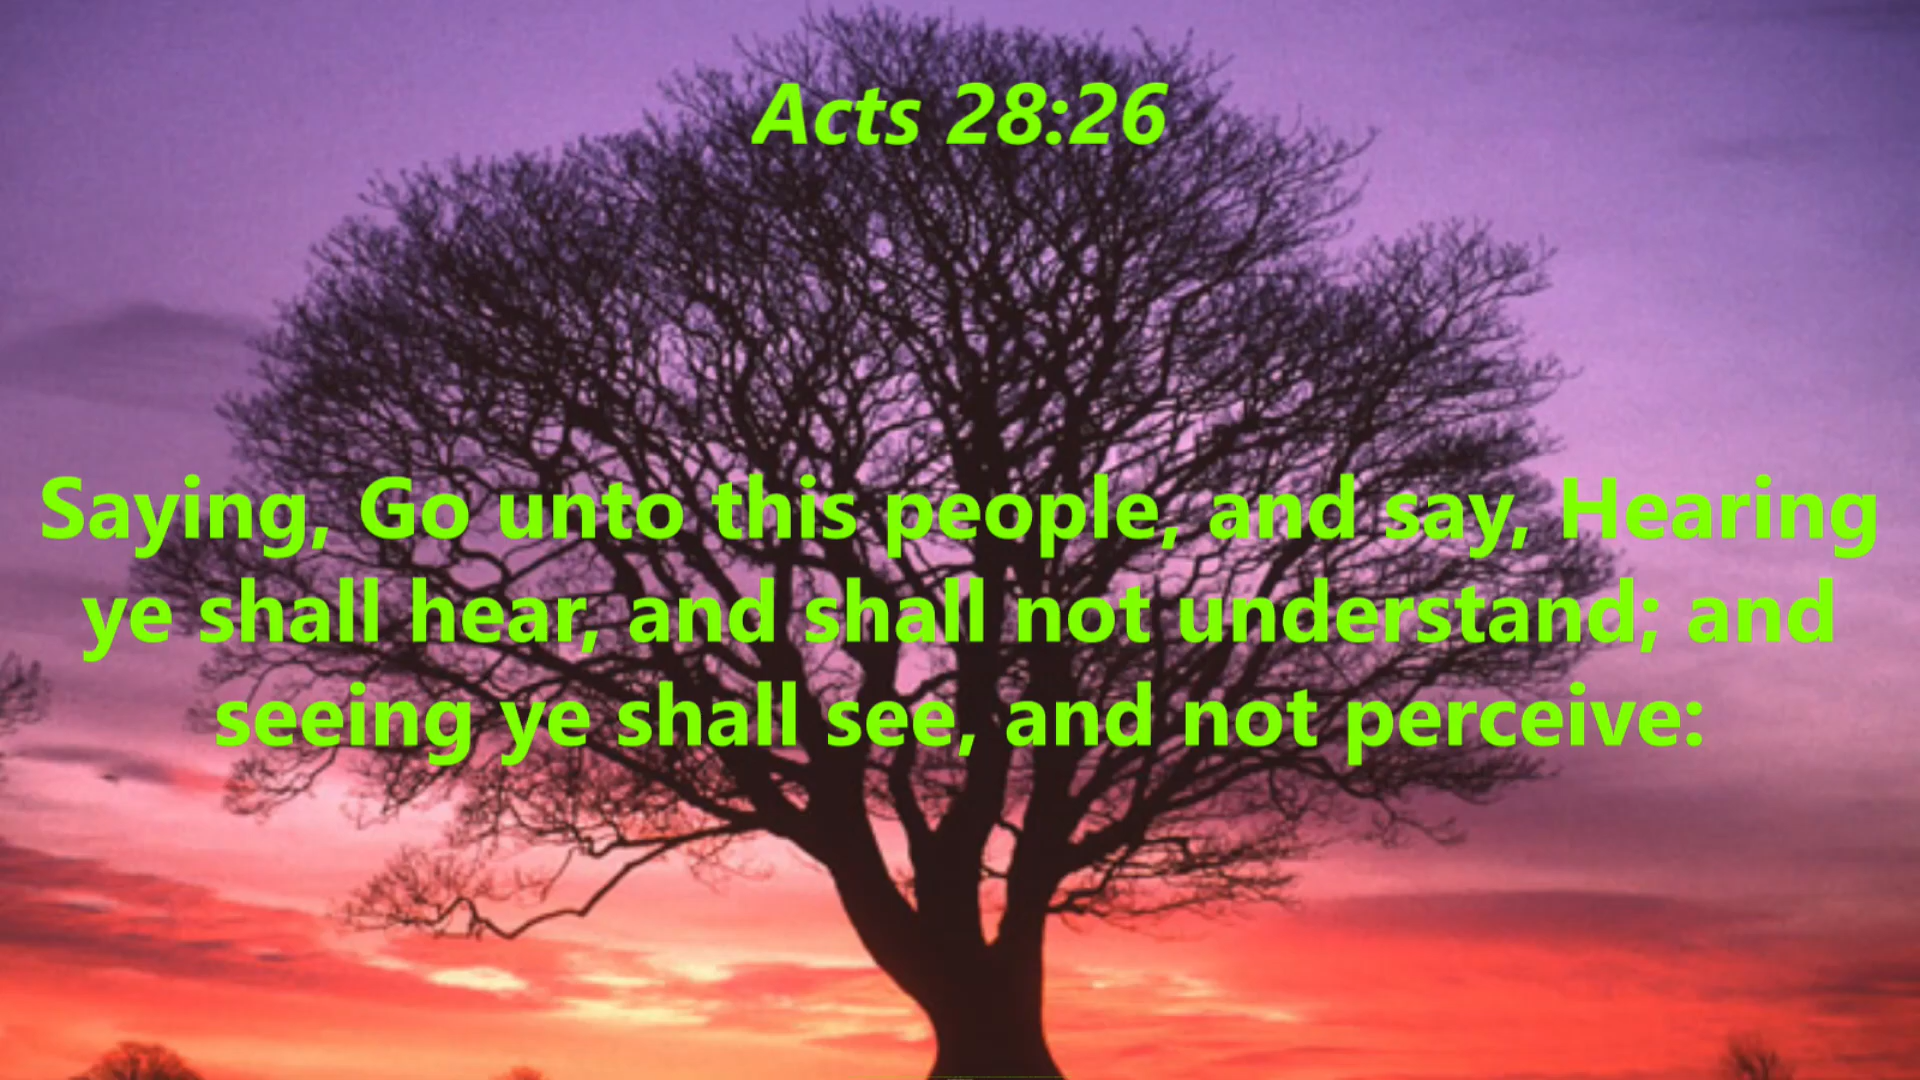 Acts 28:26
Saying, Go unto this people, and say, Hearing
ye shall hear, and shall not understand; and
seeing ye shall see, and not perceive: